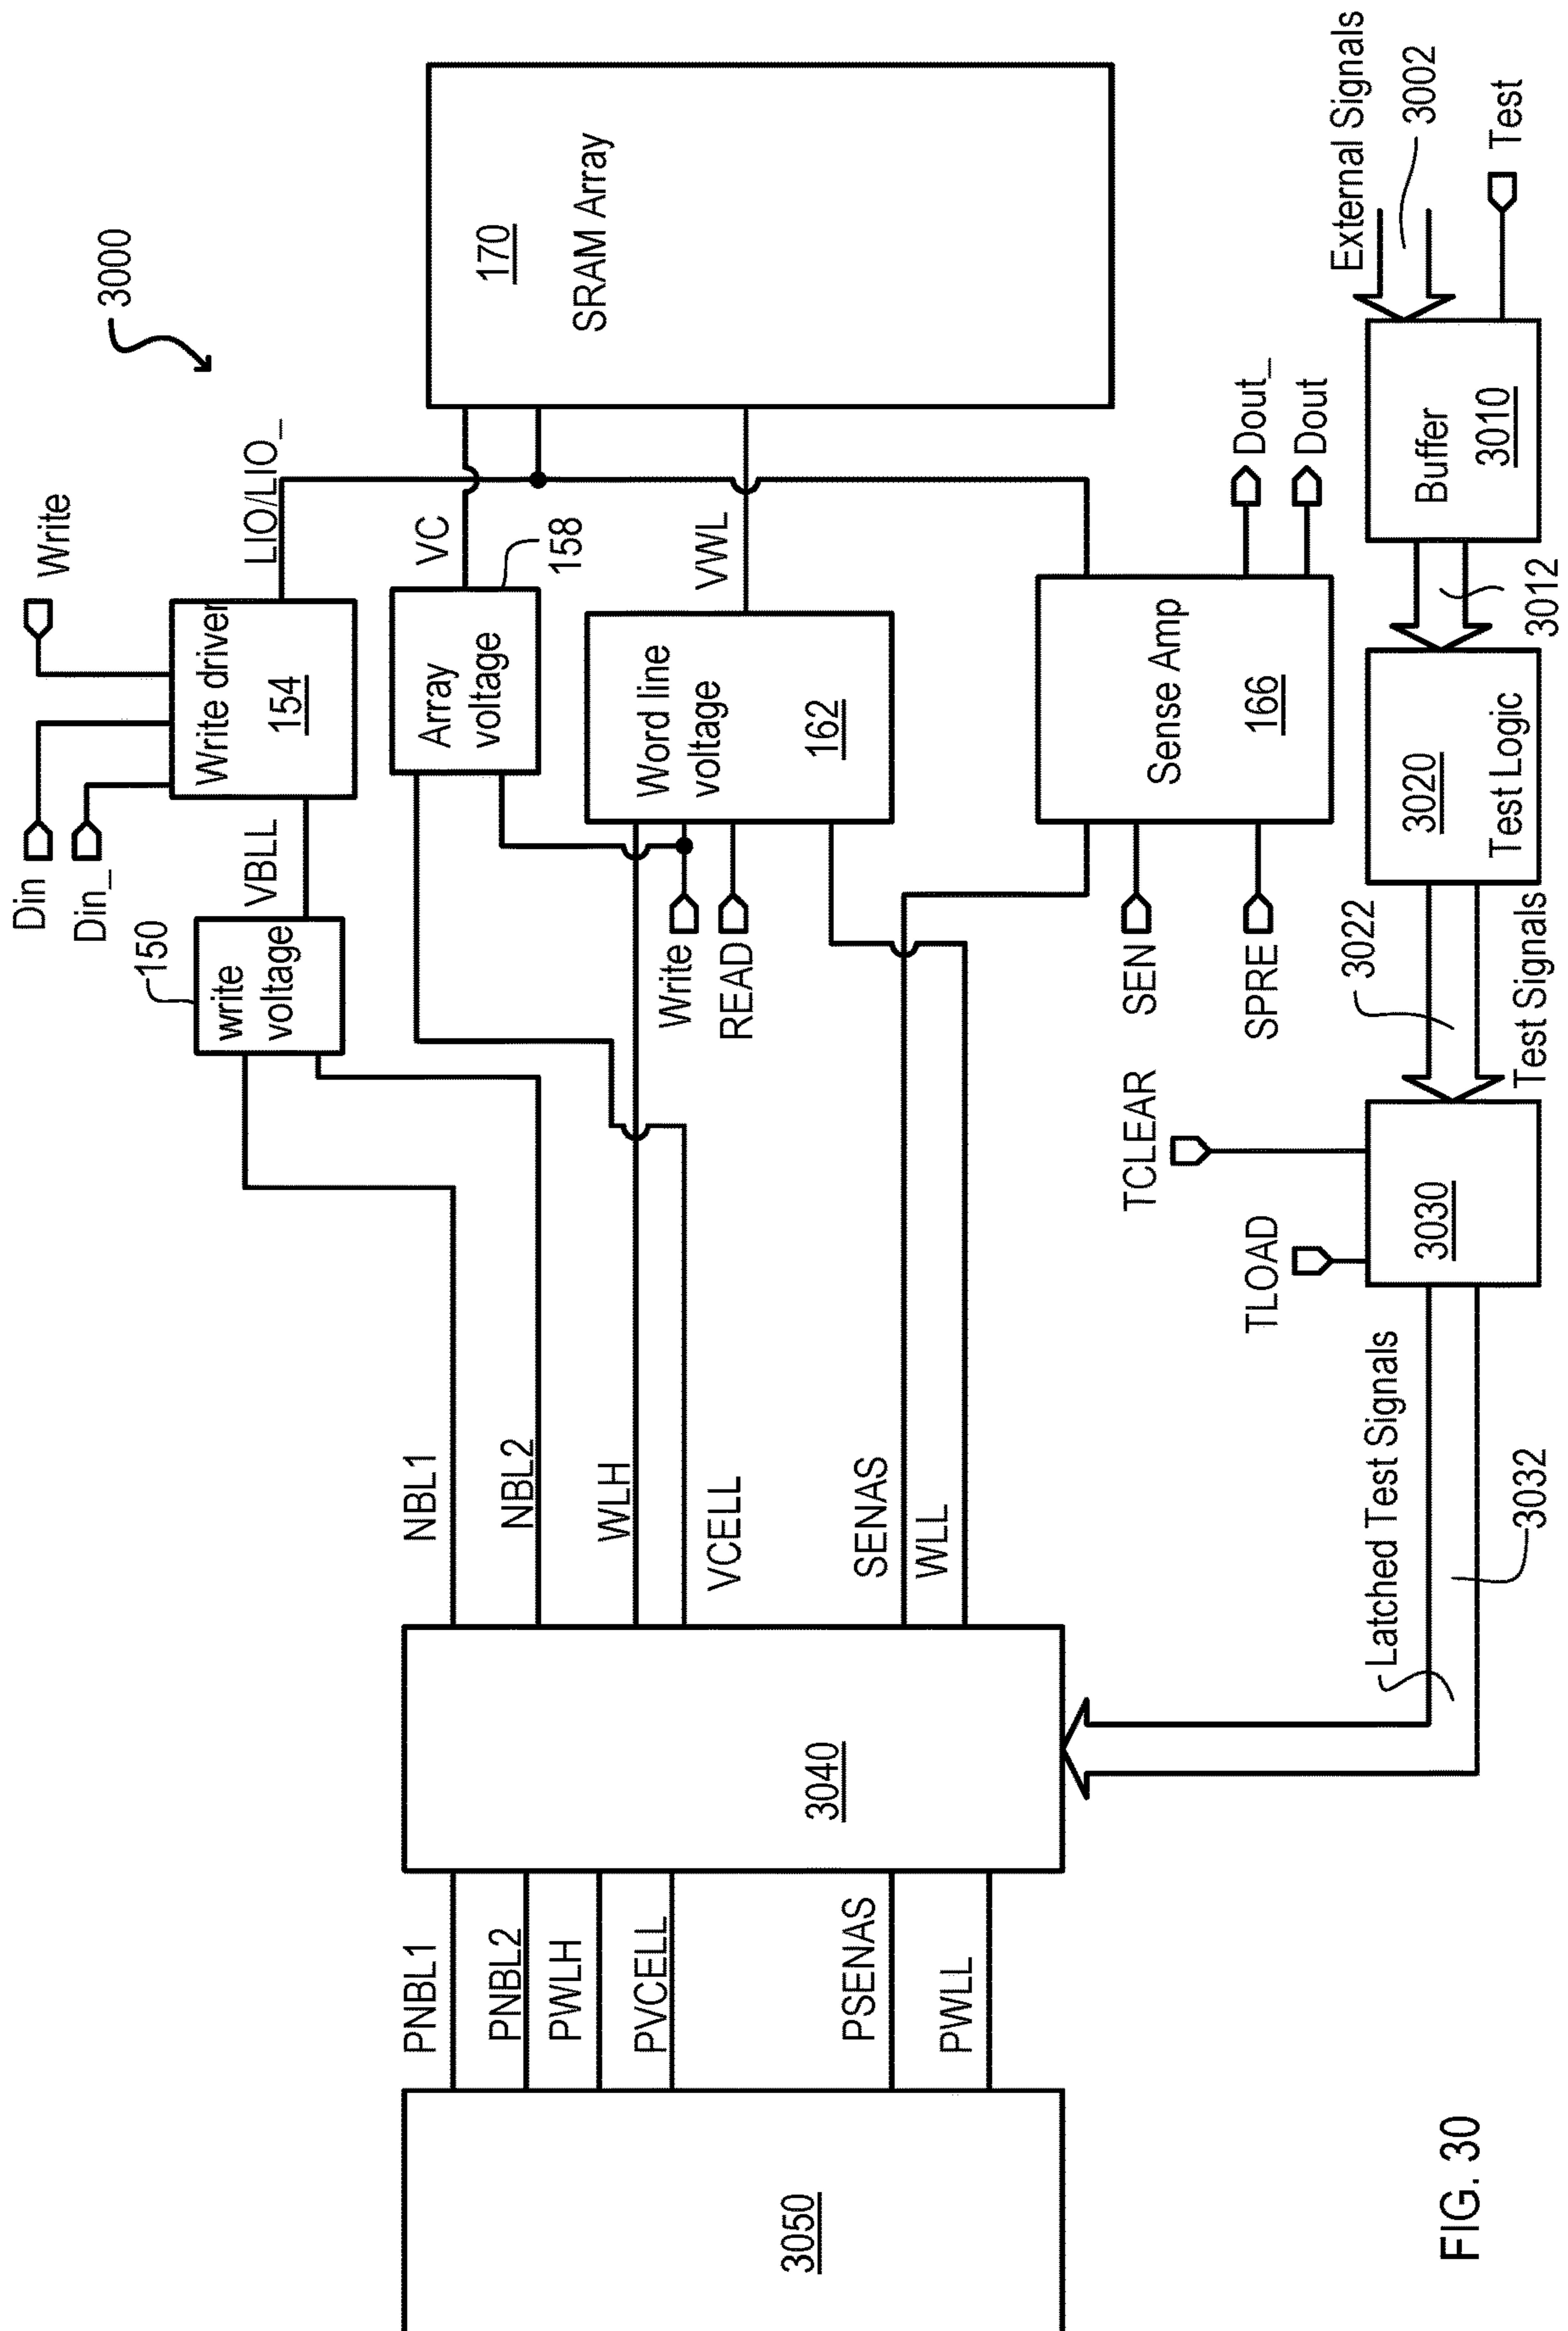 3000
Write
Din
Din_
Write driver
154
LIO/LIO_
VBLL
150
write
voltage
170
SRAM Array
VC
158
Array
voltage
VWL
Word line
voltage
162
Write
READ
Sense Amp
166
Dout_
Dout
SEN
SPRE
NBL1
NBL2
WLH
VCELL
SENAS
WLL
3040
PNBL1
PNBL2
PWLH
PVCELL
PSENAS
PWLL
3050
External Signals
3002
Test
Buffer
3010
3012
3020
Test Logic
3022
Test Signals
TCLEAR
TLOAD
3030
Latched Test Signals
3032
FIG. 30